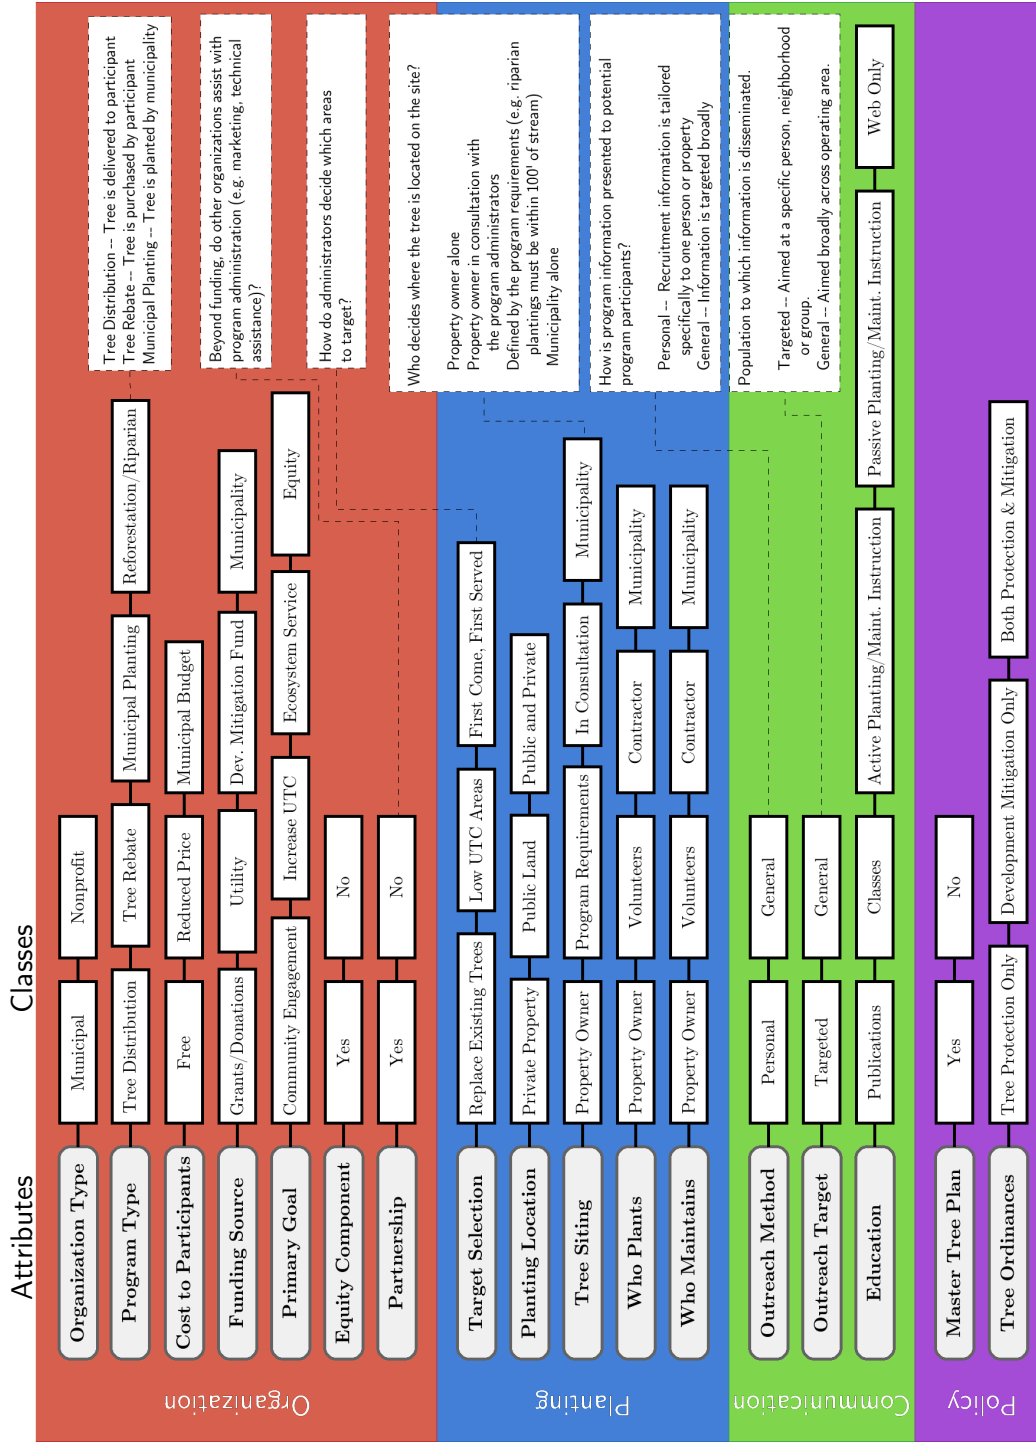 Attributes
Classes
Organization
Organization Type
Municipal
Nonprofit
Program Type
Tree Distribution
Tree Rebate
Municipal Planting
Reforestation/Riparian
Tree Distribution -- Tree is delivered to participant
Tree Rebate -- Tree is purchased by participant
Municipal Planting -- Tree is planted by municipality
Cost to Participants
Free
Reduced Price
Municipal Budget
Funding Source
Grants/Donations
Utility
Dev. Mitigation Fund
Municipality
Beyond funding, do other organizations assist with
program administration (e.g. marketing, technical
assistance)?
Primary Goal
Community Engagement
Increase UTC
Ecosystem Service
Equity
Equity Component
Yes
No
How do administrators decide which areas
to target?
Partnership
Yes
No
Planting
Target Selection
Replace Existing Trees
Low UTC Areas
First Come, First Served
Who decides where the tree is located on the site?
Property owner alone
Property owner in consultation with
the program administrators
Defined by the program requirements (e.g. riparian
plantings must be within 100' of stream)
Municipality alone
Planting Location
Private Property
Public Land
Public and Private
Tree Siting
Property Owner
Program Requirements
In Consultation
Municipality
Who Plants
Property Owner
Volunteers
Contractor
Municipality
How is program information presented to potential
program participants?
Personal -- Recruitment information is tailored
specifically to one person or property
General -- Information is targeted broadly
Who Maintains
Property Owner
Volunteers
Contractor
Municipality
Communication
Outreach Method
Personal
General
Population to which information is disseminated.
Targeted -- Aimed at a specific person, neighborhood
or group.
General -- Aimed broadly across operating area.
Outreach Target
Targeted
General
Education
Publications
Classes
Active Planting/Maint. Instruction
Passive Planting/Maint. Instruction
Web Only
Policy
Master Tree Plan
Yes
No
Tree Ordinances
Tree Protection Only
Development Mitigation Only
Both Protection & Mitigation